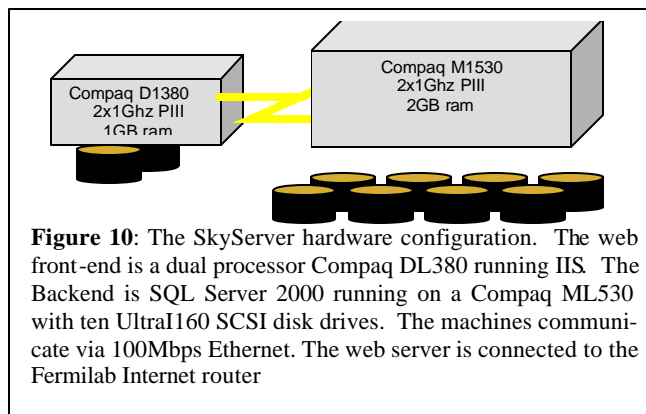 Compaq D1380
2x1Ghz PIII
1GB ram
Compaq M1530
2x1Ghz PIII
2GB ram
Figure 10: The SkyServer hardware configuration. The web
front-end is a dual processor Compaq DL380 running IIS. The
Backend is SQL Server 2000 running on a Compaq ML530
with ten UltraI160 SCSI disk drives. The machines communi-
cate via 100Mbps Ethernet. The web server is connected to the
Fermilab Internet router